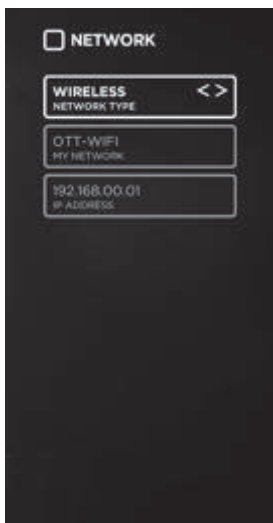 NETWORK
WIRELESS < >
NETWORK TYPE
OTT-WIFI
MY NETWORK
192.168.00.01
IP ADDRESS